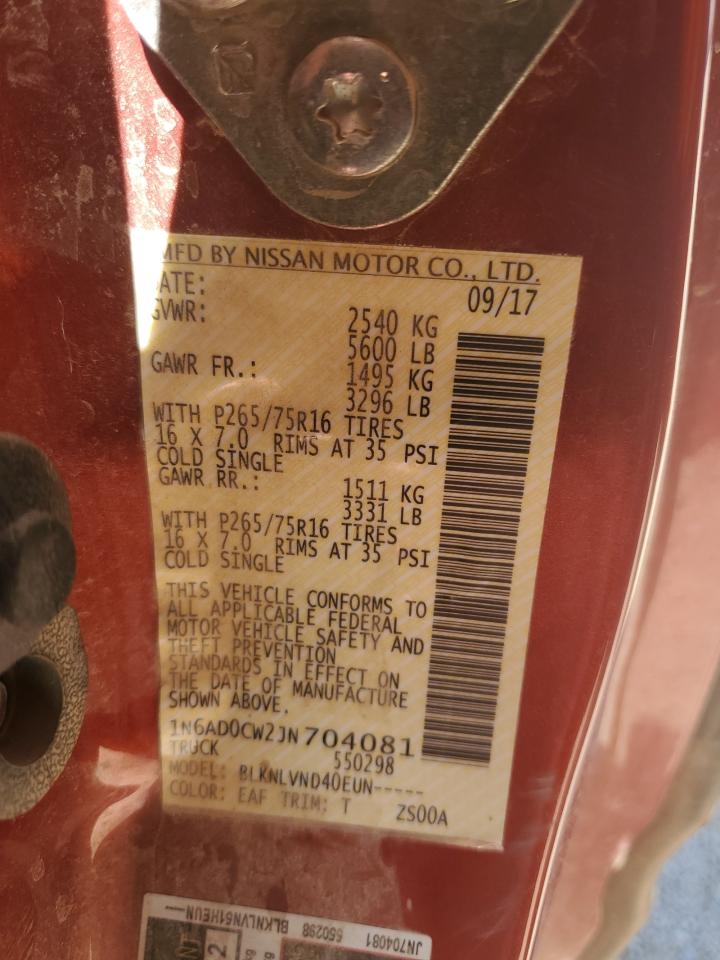 MFD BY NISSAN MOTOR CO., LTD.
DATE: 09/17
GVWR: 2540 KG
5600 LB
GAWR FR.: 1495 KG
3296 LB
WITH P265/75R16 TIRES
16 X 7.0 RIMS AT 35 PSI
COLD SINGLE
GAWR RR.: 1511 KG
3331 LB
WITH P265/75R16 TIRES
16 X 7.0 RIMS AT 35 PSI
COLD SINGLE
THIS VEHICLE CONFORMS TO
ALL APPLICABLE FEDERAL
MOTOR VEHICLE SAFETY AND
THEFT PREVENTION
STANDARDS IN EFFECT ON
THE DATE OF MANUFACTURE
SHOWN ABOVE.
1N6AD0CW2JN704081
TRUCK 550298
MODEL: BLKNLVND40EUN-----
COLOR: EAF TRIM: T ZS00A
JN704081 550298